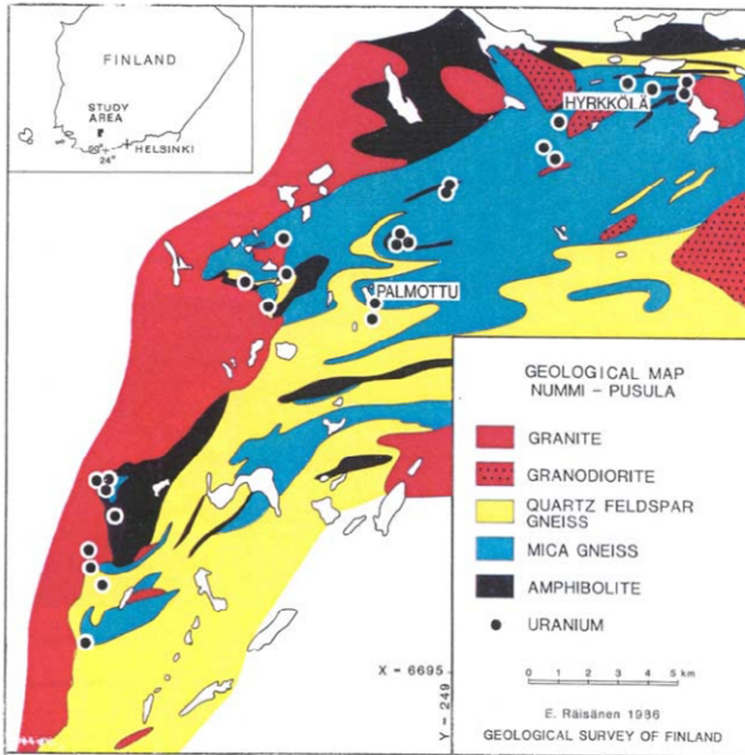 FINLAND
STUDY
AREA
60°
24°
HELSINKI
HYRKKÖLÄ
PALMOTTU
GEOLOGICAL MAP
NUMMI – PUSULA
GRANITE
GRANODIORITE
QUARTZ FELDSPAR
GNEISS
MICA GNEISS
AMPHIBOLITE
URANIUM
X = 6695
Y = 249
0 1 2 3 4 5 km
E. Räisänen 1986
GEOLOGICAL SURVEY OF FINLAND